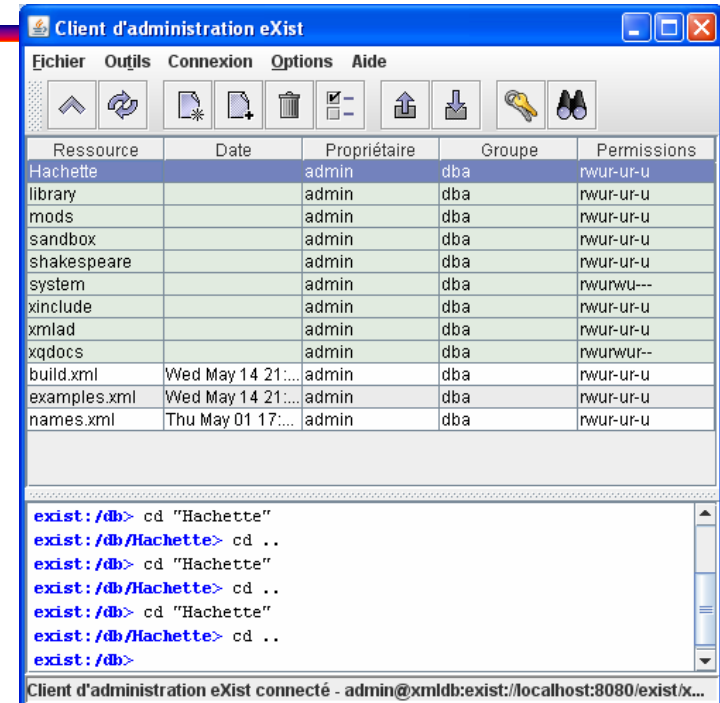 Client d'administration eXist
Fichier Outils Connexion Options Aide
Ressource Date Propriétaire Groupe Permissions
Hachette admin dba rwur-ur-u
library admin dba rwur-ur-u
mods admin dba rwur-ur-u
sandbox admin dba rwur-ur-u
shakespeare admin dba rwur-ur-u
system admin dba rwurwu---
xinclude admin dba rwur-ur-u
xmlad admin dba rwur-ur-u
xqdocs admin dba rwurwur--
build.xml Wed May 14 21:... admin dba rwur-ur-u
examples.xml Wed May 14 21:... admin dba rwur-ur-u
names.xml Thu May 01 17:... admin dba rwur-ur-u
exist:/db> cd "Hachette"
exist:/db/Hachette> cd ..
exist:/db> cd "Hachette"
exist:/db/Hachette> cd ..
exist:/db> cd "Hachette"
exist:/db/Hachette> cd ..
exist:/db>
Client d'administration eXist connecté - admin@xmldb:exist://localhost:8080/exist/x...